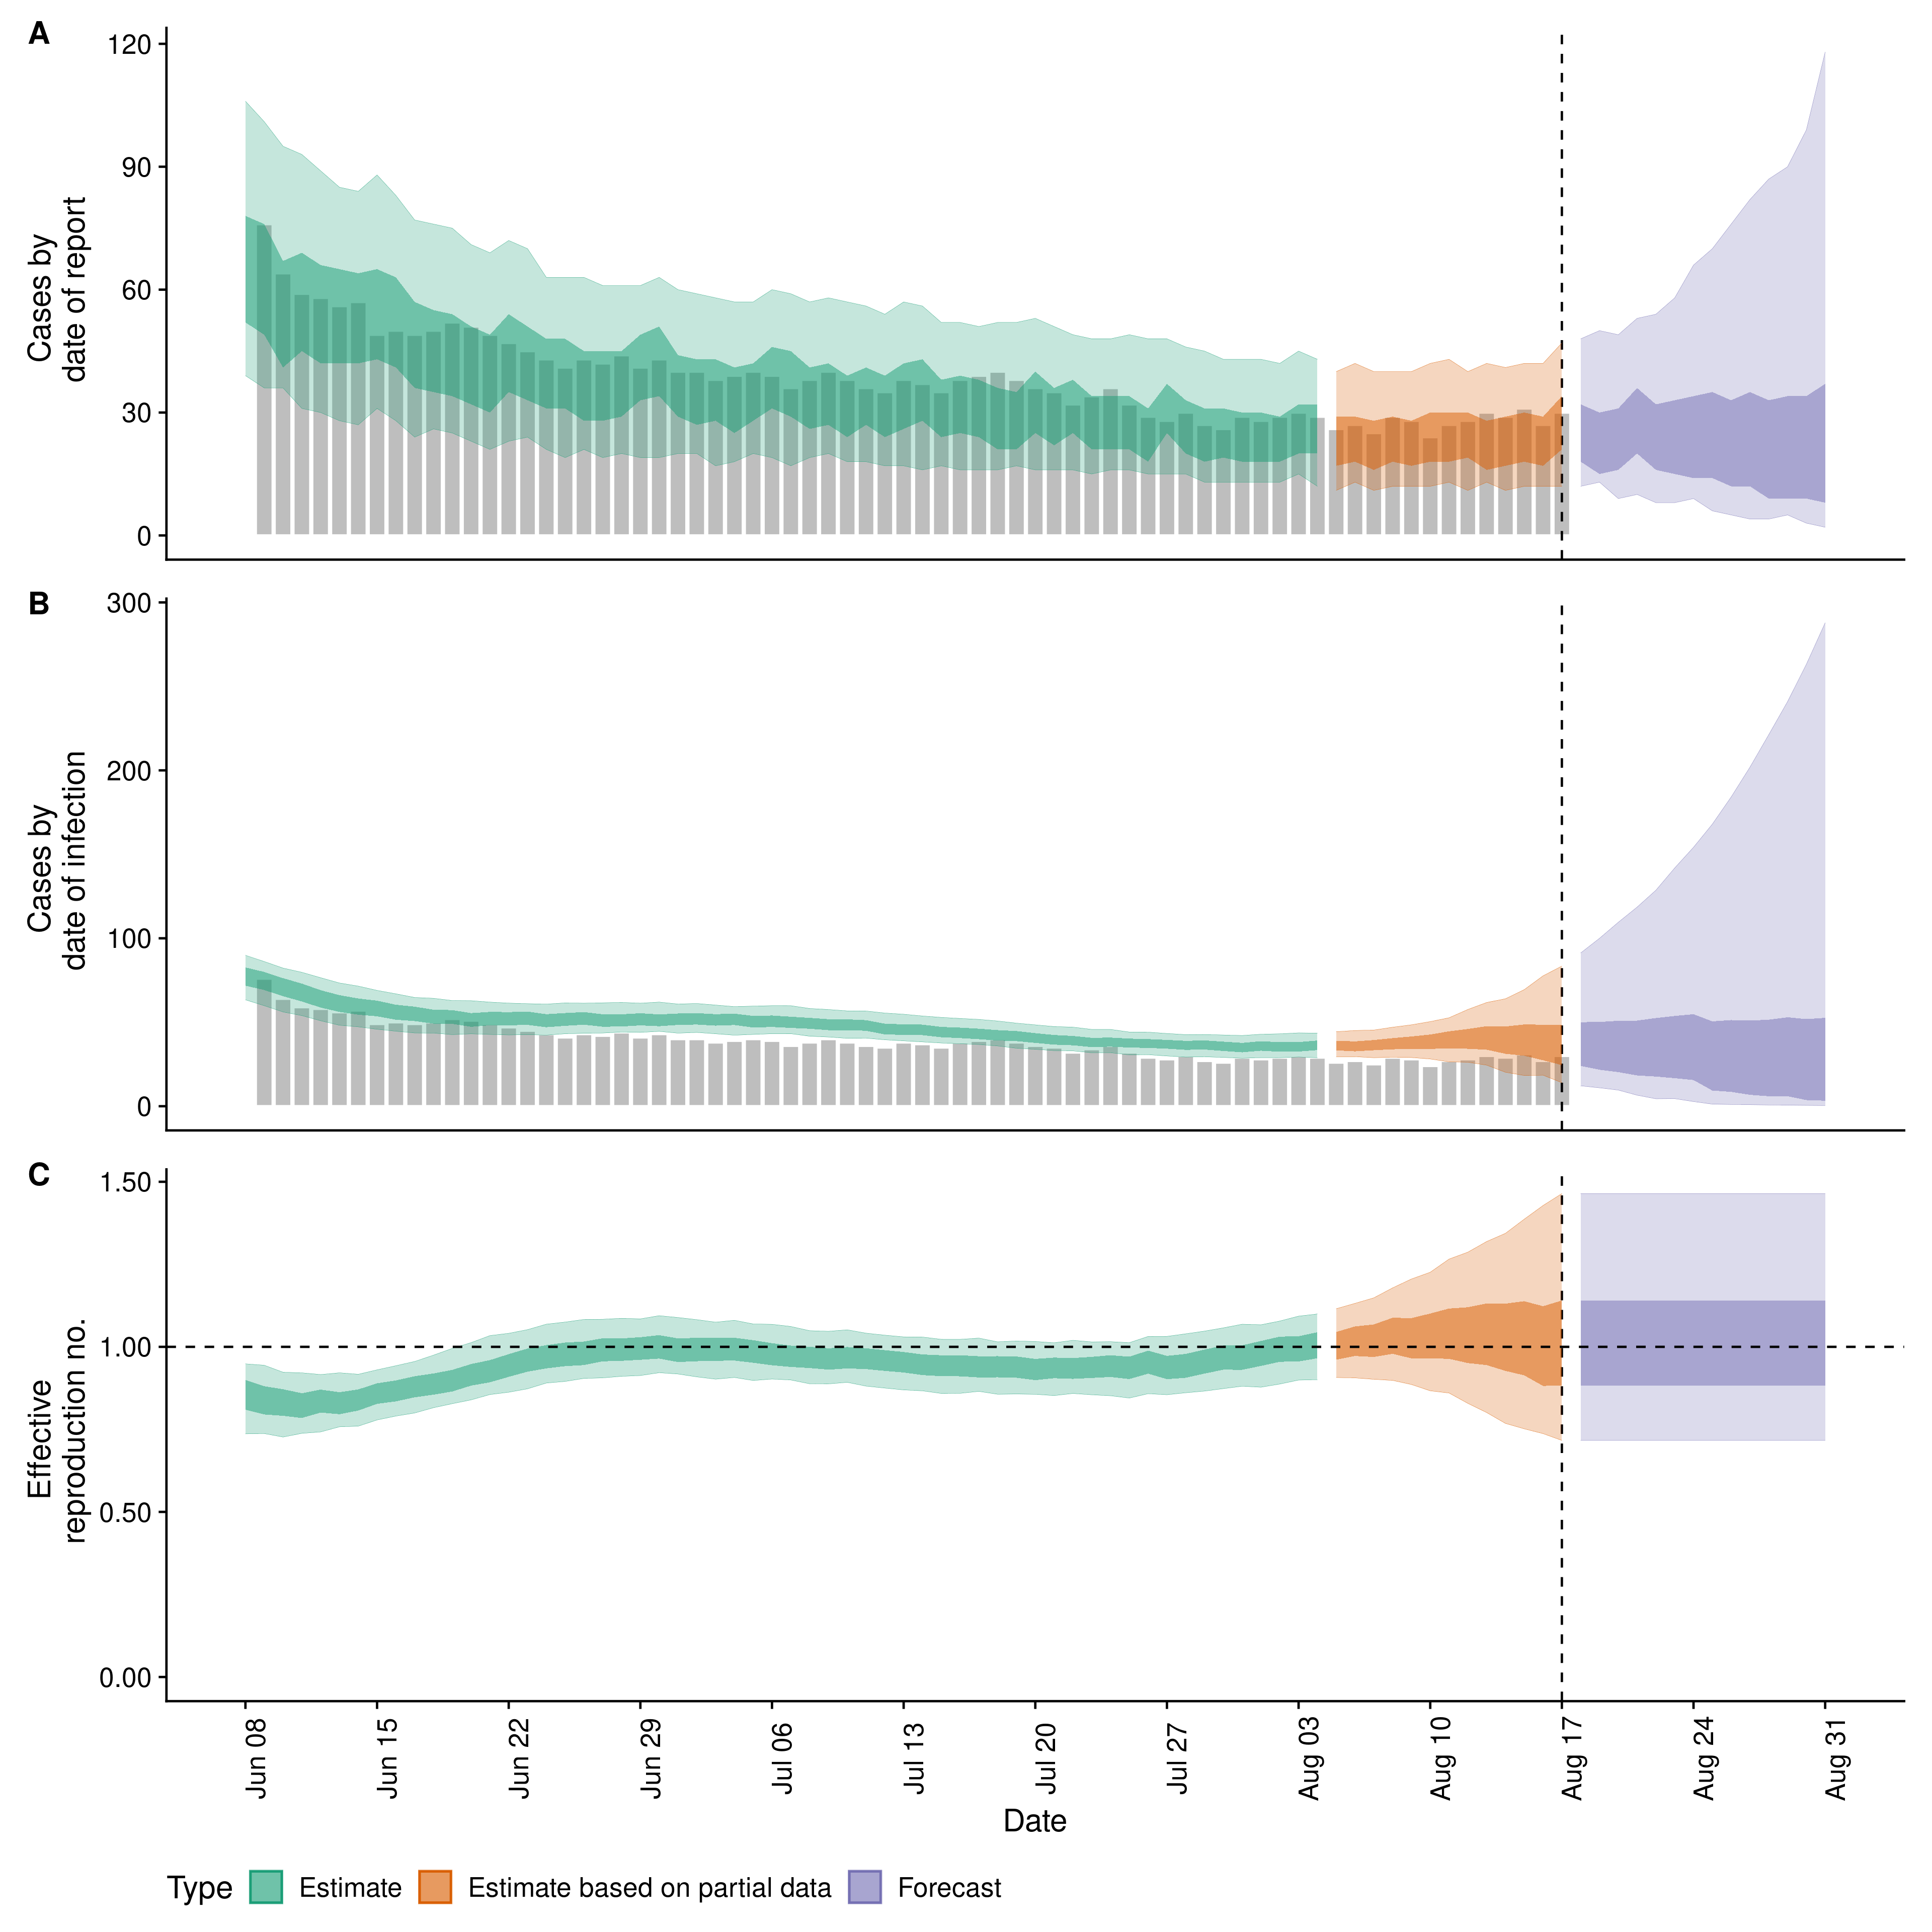 A
120
90
60
30
0
Cases by
date of report
B
300
200
100
0
Cases by
date of infection
C
1.50
1.00
0.50
0.00
Effective
reproduction no.
Jun 08
Jun 15
Jun 22
Jun 29
Jul 06
Jul 13
Jul 20
Jul 27
Aug 03
Aug 10
Aug 17
Aug 24
Aug 31
Date
Type Estimate Estimate based on partial data Forecast